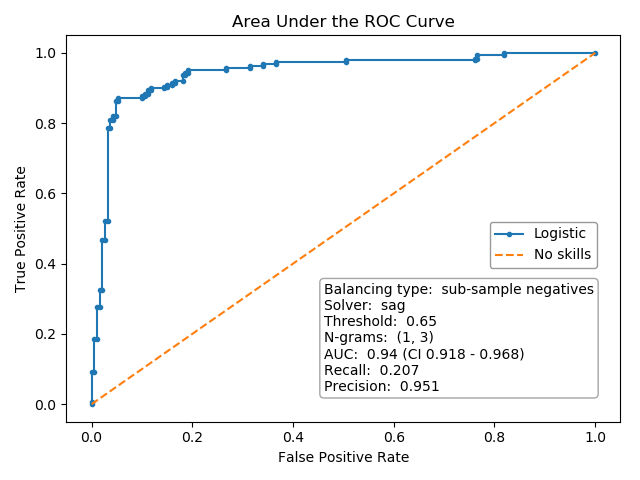 Area Under the ROC Curve
True Positive Rate
1.0
0.8
0.6
0.4
0.2
0.0
Logistic
No skills
Balancing type:  sub-sample negatives
Solver:  sag
Threshold:  0.65
N-grams:  (1, 3)
AUC:  0.94 (CI 0.918 - 0.968)
Recall:  0.207
Precision:  0.951
0.0 0.2 0.4 0.6 0.8 1.0
False Positive Rate